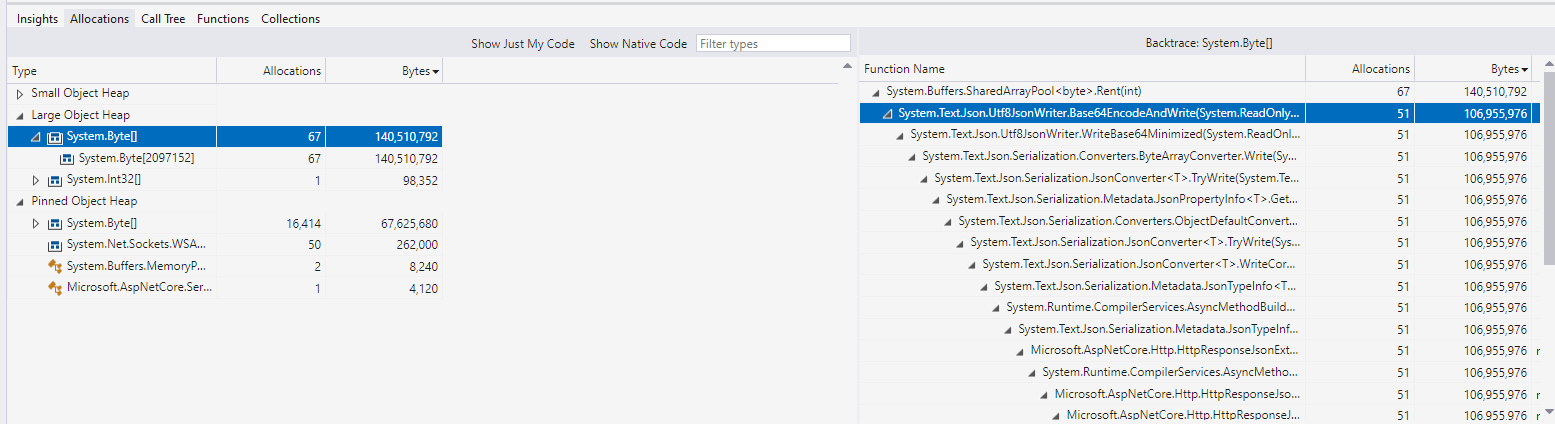 Insights Allocations Call Tree Functions Collections
Show Just My Code Show Native Code Filter types
Type Allocations Bytes
Small Object Heap
Large Object Heap
System.Byte[] 67 140,510,792
System.Byte[2097152] 67 140,510,792
System.Int32[] 1 98,352
Pinned Object Heap
System.Byte[] 16,414 67,625,680
System.Net.Sockets.WSA... 50 262,000
System.Buffers.MemoryP... 2 8,240
Microsoft.AspNetCore.Ser... 1 4,120
Backtrace: System.Byte[]
Function Name Allocations Bytes
System.Buffers.SharedArrayPool<byte>.Rent(int) 67 140,510,792
System.Text.Json.Utf8JsonWriter.Base64EncodeAndWrite(System.ReadOnly... 51 106,955,976
System.Text.Json.Utf8JsonWriter.WriteBase64Minimized(System.ReadOnl... 51 106,955,976
System.Text.Json.Serialization.Converters.ByteArrayConverter.Write(Sy... 51 106,955,976
System.Text.Json.Serialization.JsonConverter<T>.TryWrite(System.Te... 51 106,955,976
System.Text.Json.Serialization.Metadata.JsonPropertyInfo<T>.Get... 51 106,955,976
System.Text.Json.Serialization.Converters.ObjectDefaultConvert... 51 106,955,976
System.Text.Json.Serialization.JsonConverter<T>.TryWrite(Sys... 51 106,955,976
System.Text.Json.Serialization.JsonConverter<T>.WriteCor... 51 106,955,976
System.Text.Json.Serialization.Metadata.JsonTypeInfo<T... 51 106,955,976
System.Runtime.CompilerServices.AsyncMethodBuild... 51 106,955,976
System.Text.Json.Serialization.Metadata.JsonTypeInf... 51 106,955,976
Microsoft.AspNetCore.Http.HttpResponseJsonExt... 51 106,955,976 r
System.Runtime.CompilerServices.AsyncMetho... 51 106,955,976
Microsoft.AspNetCore.Http.HttpResponseJso... 51 106,955,976 r
Microsoft.AspNetCore.Http.HttpResponseJ... 51 106,955,976 r